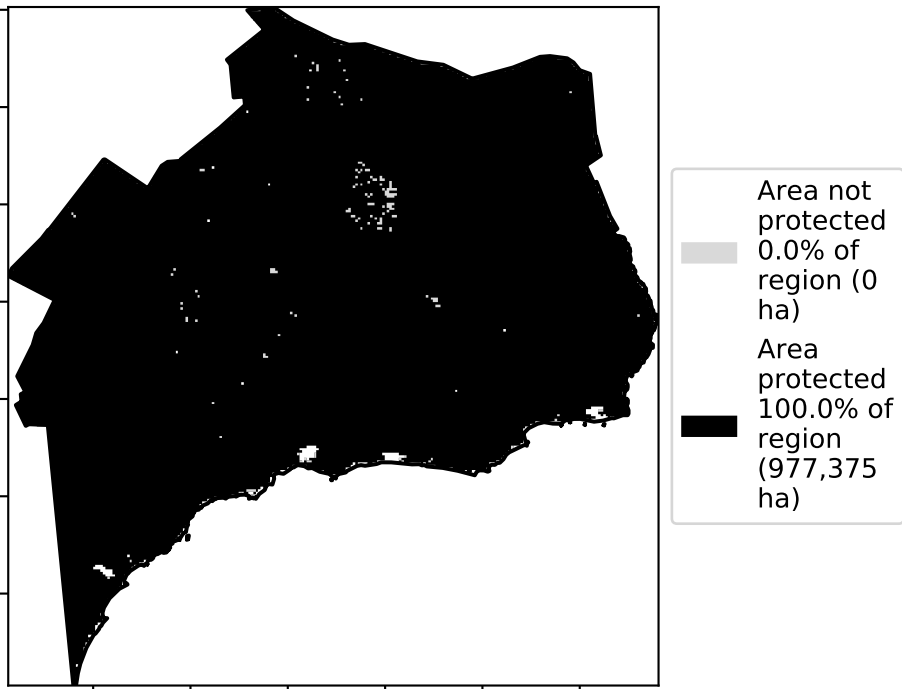 Area not
protected
0.0% of
region (0
ha)
Area
protected
100.0% of
region
(977,375
ha)